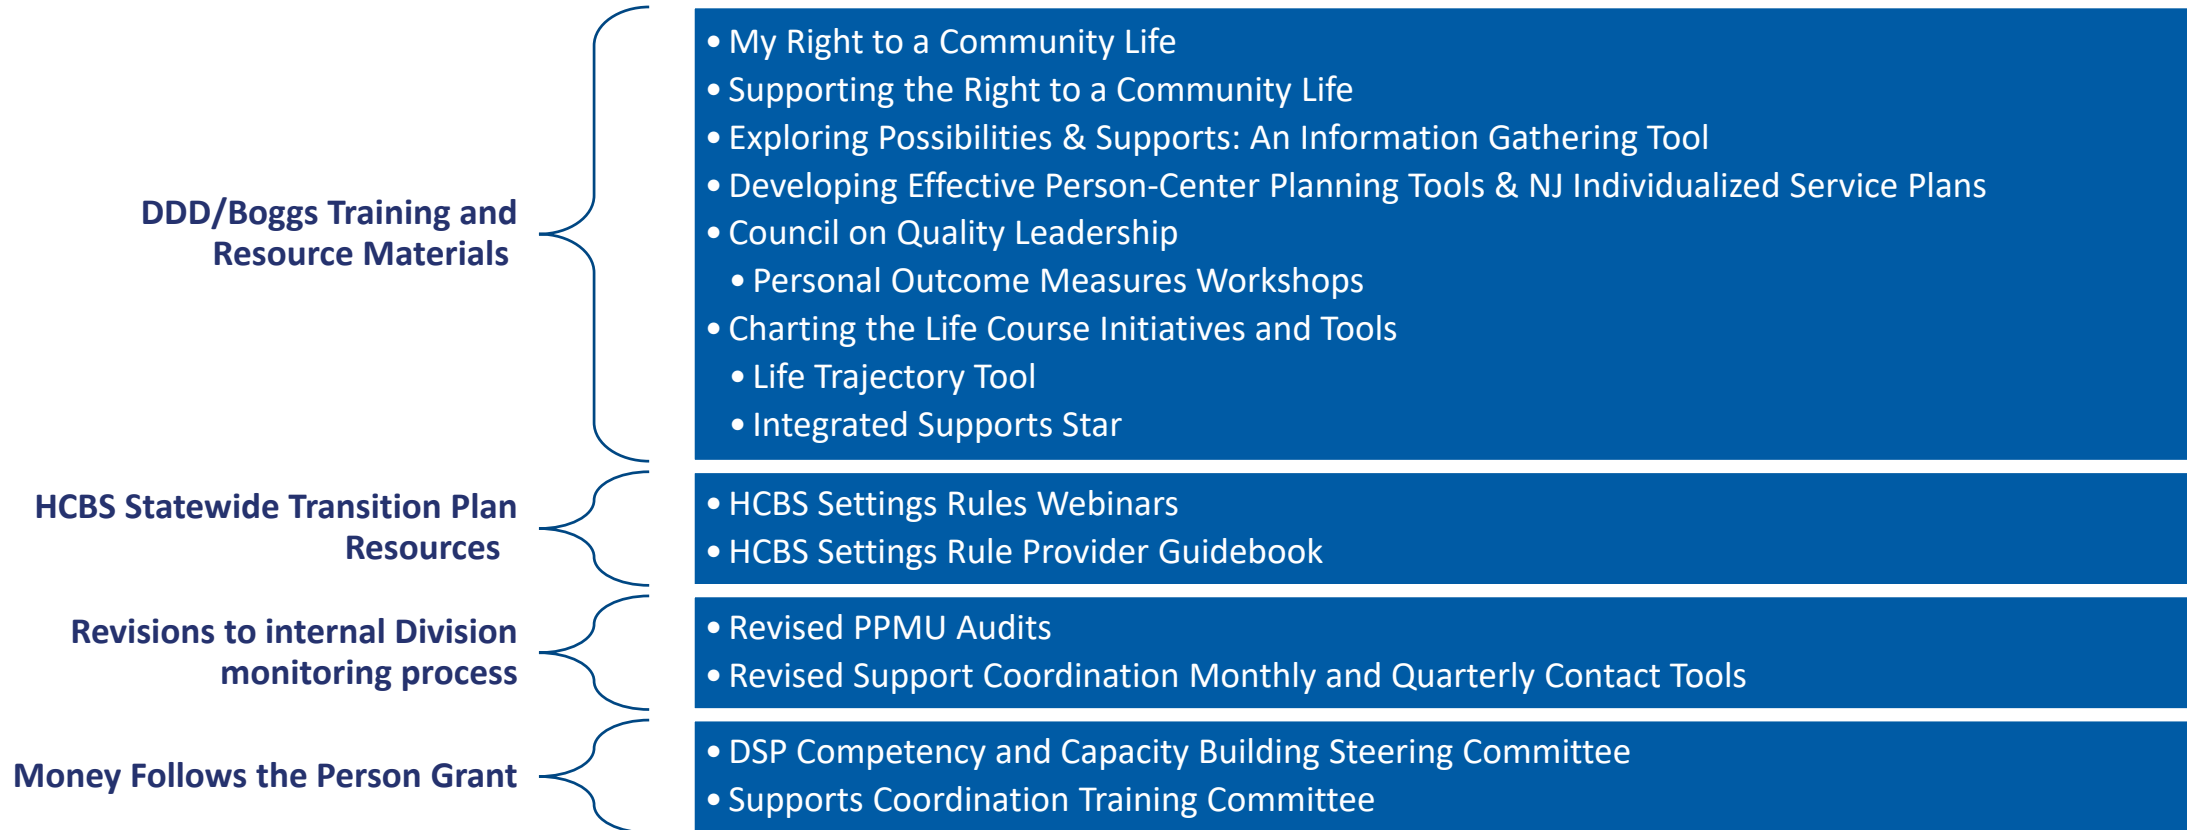 DDD/Boggs Training and
Resource Materials
• My Right to a Community Life
• Supporting the Right to a Community Life
• Exploring Possibilities & Supports: An Information Gathering Tool
• Developing Effective Person-Center Planning Tools & NJ Individualized Service Plans
• Council on Quality Leadership
• Personal Outcome Measures Workshops
• Charting the Life Course Initiatives and Tools
• Life Trajectory Tool
• Integrated Supports Star
HCBS Statewide Transition Plan
Resources
• HCBS Settings Rules Webinars
• HCBS Settings Rule Provider Guidebook
Revisions to internal Division
monitoring process
• Revised PPMU Audits
• Revised Support Coordination Monthly and Quarterly Contact Tools
Money Follows the Person Grant
• DSP Competency and Capacity Building Steering Committee
• Supports Coordination Training Committee